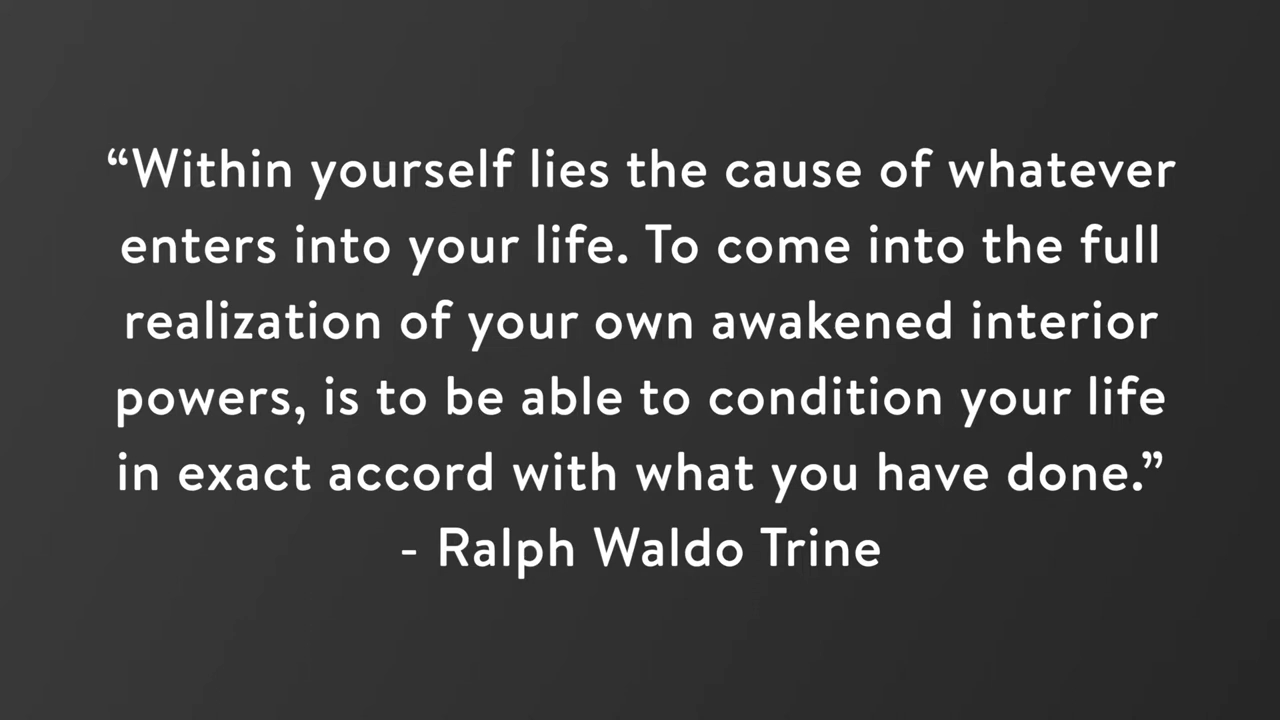 “Within yourself lies the cause of whatever
enters into your life. To come into the full
realization of your own awakened interior
powers, is to be able to condition your life
in exact accord with what you have done.”
- Ralph Waldo Trine